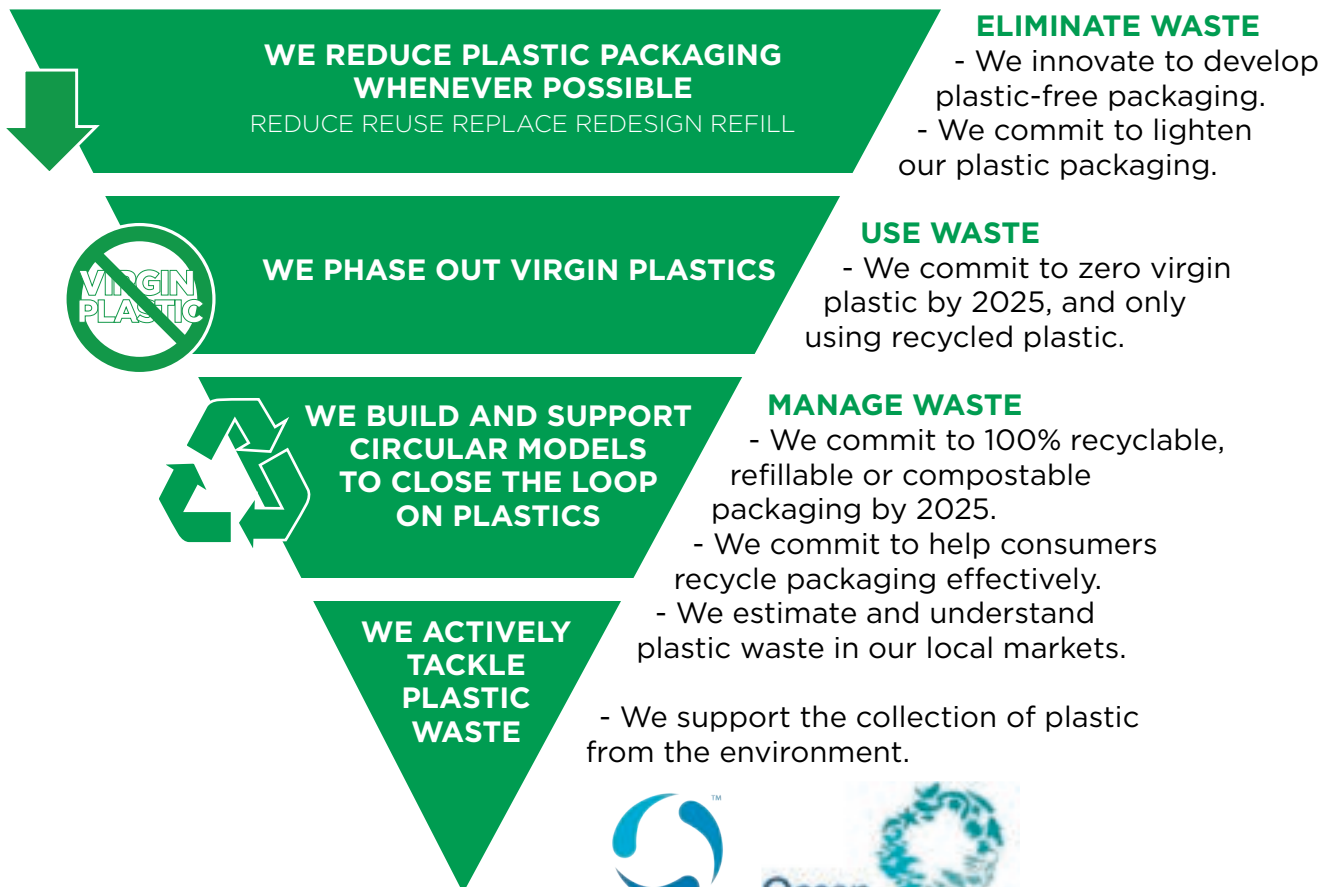 WE REDUCE PLASTIC PACKAGING
WHENEVER POSSIBLE
REDUCE REUSE REPLACE REDESIGN REFILL
ELIMINATE WASTE
- We innovate to develop
plastic-free packaging.
- We commit to lighten
our plastic packaging.
VIRGIN
PLASTIC
WE PHASE OUT VIRGIN PLASTICS
USE WASTE
- We commit to zero virgin
plastic by 2025, and only
using recycled plastic.
WE BUILD AND SUPPORT
CIRCULAR MODELS
TO CLOSE THE LOOP
ON PLASTICS
MANAGE WASTE
- We commit to 100% recyclable,
refillable or compostable
packaging by 2025.
- We commit to help consumers
recycle packaging effectively.
- We estimate and understand
plastic waste in our local markets.
WE ACTIVELY
TACKLE
PLASTIC
WASTE
- We support the collection of plastic
from the environment.
TM